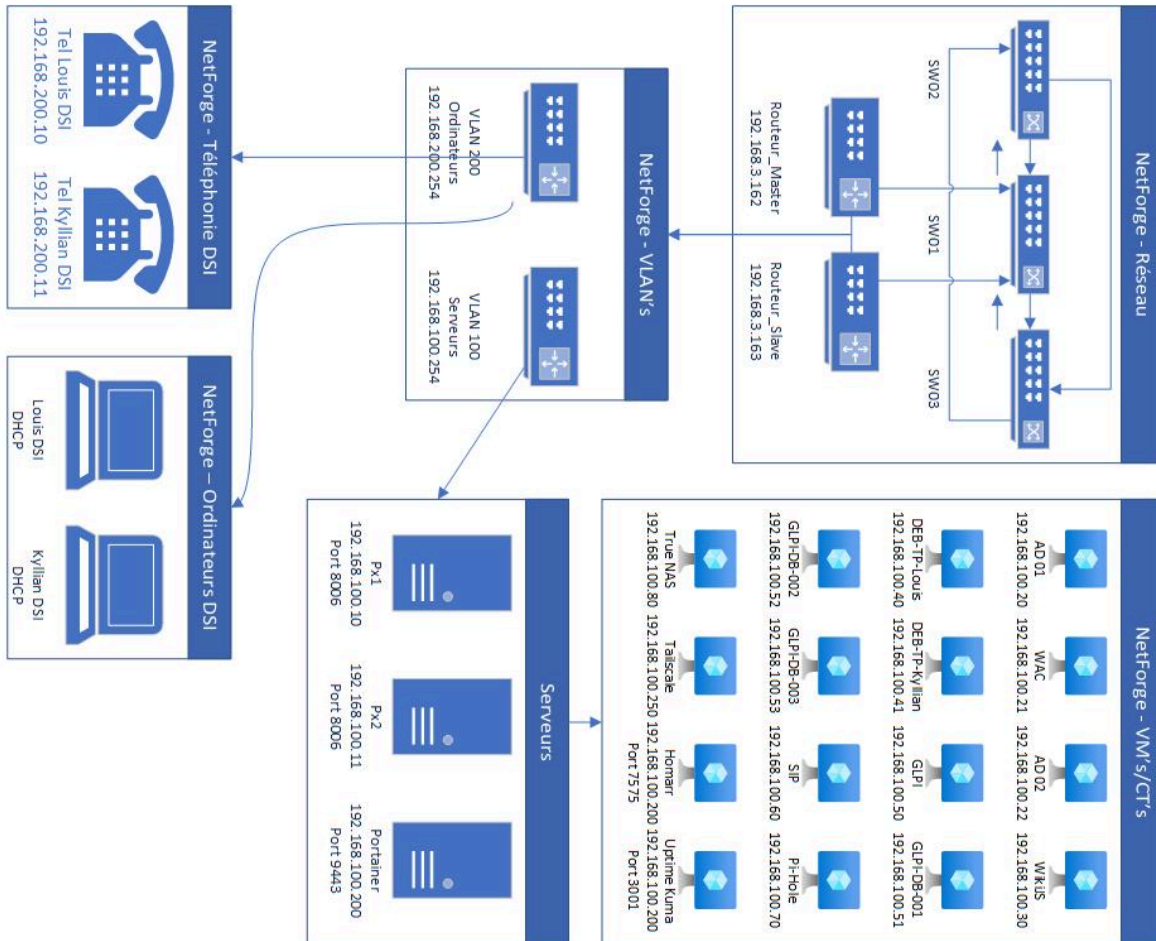 NetForge - Réseau
SW02
SW01
SW03
Routeur_Master
192.168.3.162
Routeur_Slave
192.168.3.163
NetForge - VLAN's
VLAN 200
Ordinateurs
192.168.200.254
VLAN 100
Serveurs
192.168.100.254
NetForge - Téléphonie DSI
Tel Louis DSI
192.168.200.10
Tel Kyllian DSI
192.168.200.11
NetForge – Ordinateurs DSI
Louis DSI
DHCP
Kyllian DSI
DHCP
Serveurs
Px1
192.168.100.10
Port 8006
Px2
192.168.100.11
Port 8006
Portainer
192.168.100.200
Port 9443
NetForge - VM's/CT's
AD01
192.168.100.20
WAC
192.168.100.21
AD02
192.168.100.22
WikiJS
192.168.100.30
DEB-TP-Louis
192.168.100.40
DEB-TP-Kyllian
192.168.100.41
GLPI
192.168.100.50
GLPI-DB-001
192.168.100.51
GLPI-DB-002
192.168.100.52
GLPI-DB-003
192.168.100.53
SIP
192.168.100.60
Pi-Hole
192.168.100.70
TrueNAS
192.168.100.80
Tailscale
192.168.100.250
Homarr
192.168.100.200
Port 7575
Uptime Kuma
192.168.100.200
Port 3001